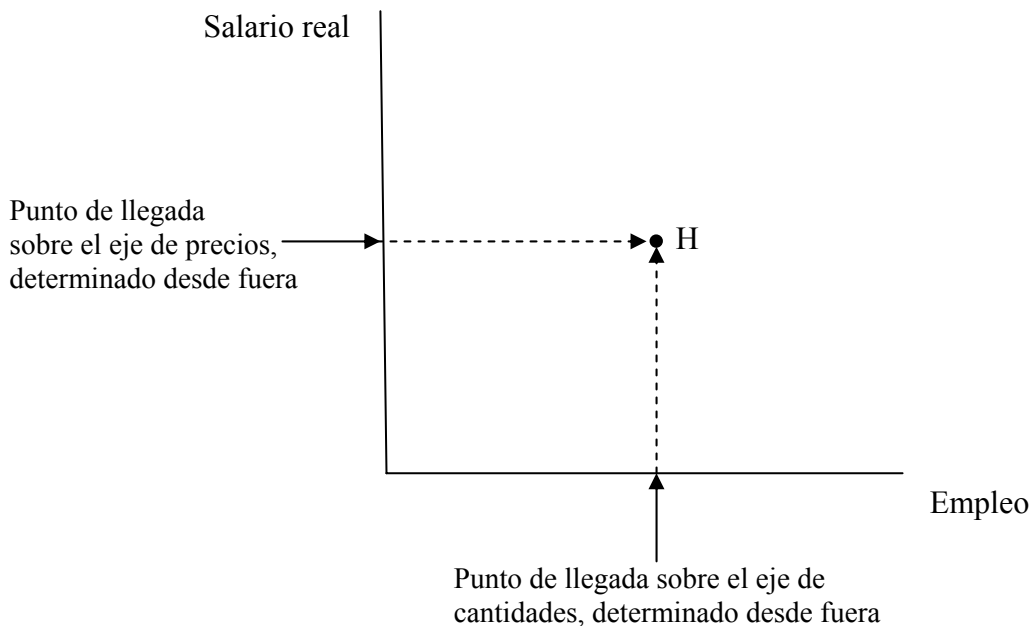 Salario real
Punto de llegada
sobre el eje de precios,
determinado desde fuera
H
Empleo
Punto de llegada sobre el eje de
cantidades, determinado desde fuera